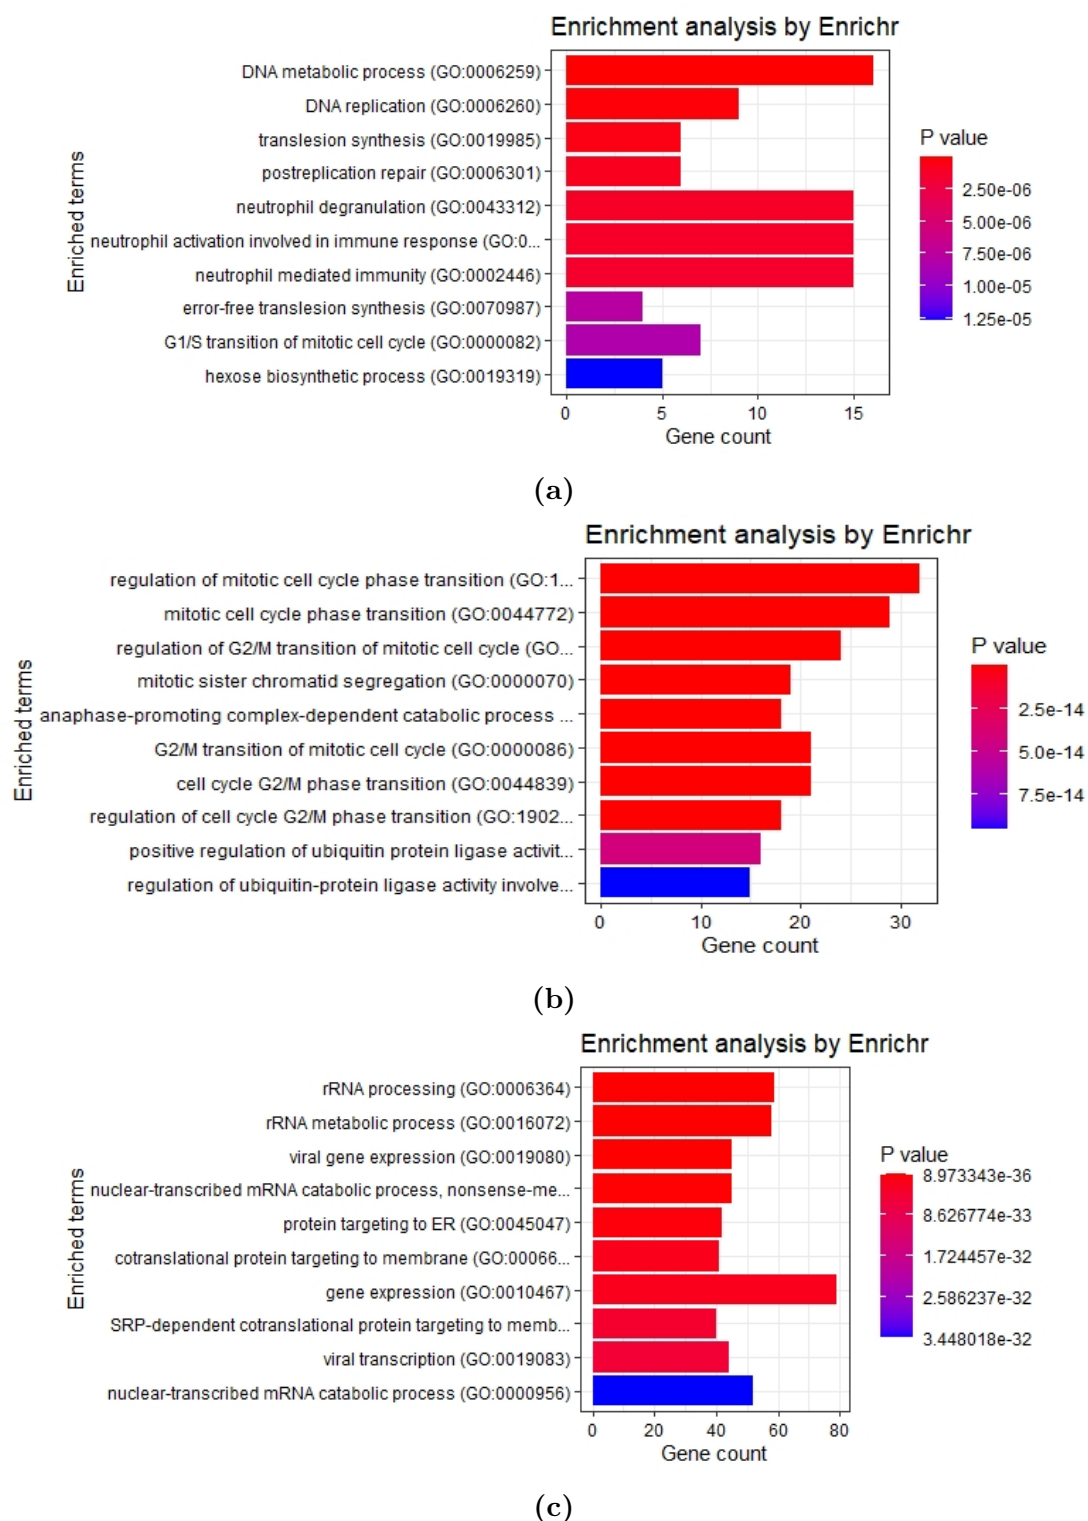 Enrichment analysis by Enrichr
Enriched terms
DNA metabolic process (GO:0006259)
DNA replication (GO:0006260)
translesion synthesis (GO:0019985)
postreplication repair (GO:0006301)
neutrophil degranulation (GO:0043312)
neutrophil activation involved in immune response (GO:0...
neutrophil mediated immunity (GO:0002446)
error-free translesion synthesis (GO:0070987)
G1/S transition of mitotic cell cycle (GO:0000082)
hexose biosynthetic process (GO:0019319)
0 5 10 15
Gene count
P value
2.50e-06
5.00e-06
7.50e-06
1.00e-05
1.25e-05
(a)
Enrichment analysis by Enrichr
Enriched terms
regulation of mitotic cell cycle phase transition (GO:1...
mitotic cell cycle phase transition (GO:0044772)
regulation of G2/M transition of mitotic cell cycle (GO...
mitotic sister chromatid segregation (GO:0000070)
anaphase-promoting complex-dependent catabolic process ...
G2/M transition of mitotic cell cycle (GO:0000086)
cell cycle G2/M phase transition (GO:0044839)
regulation of cell cycle G2/M phase transition (GO:1902...
positive regulation of ubiquitin protein ligase activit...
regulation of ubiquitin-protein ligase activity involve...
0 10 20 30
Gene count
P value
2.5e-14
5.0e-14
7.5e-14
(b)
Enrichment analysis by Enrichr
Enriched terms
rRNA processing (GO:0006364)
rRNA metabolic process (GO:0016072)
viral gene expression (GO:0019080)
nuclear-transcribed mRNA catabolic process, nonsense-me...
protein targeting to ER (GO:0045047)
cotranslational protein targeting to membrane (GO:00066...
gene expression (GO:0010467)
SRP-dependent cotranslational protein targeting to memb...
viral transcription (GO:0019083)
nuclear-transcribed mRNA catabolic process (GO:0000956)
0 20 40 60 80
Gene count
P value
8.973343e-36
8.626774e-33
1.724457e-32
2.586237e-32
3.448018e-32
(c)